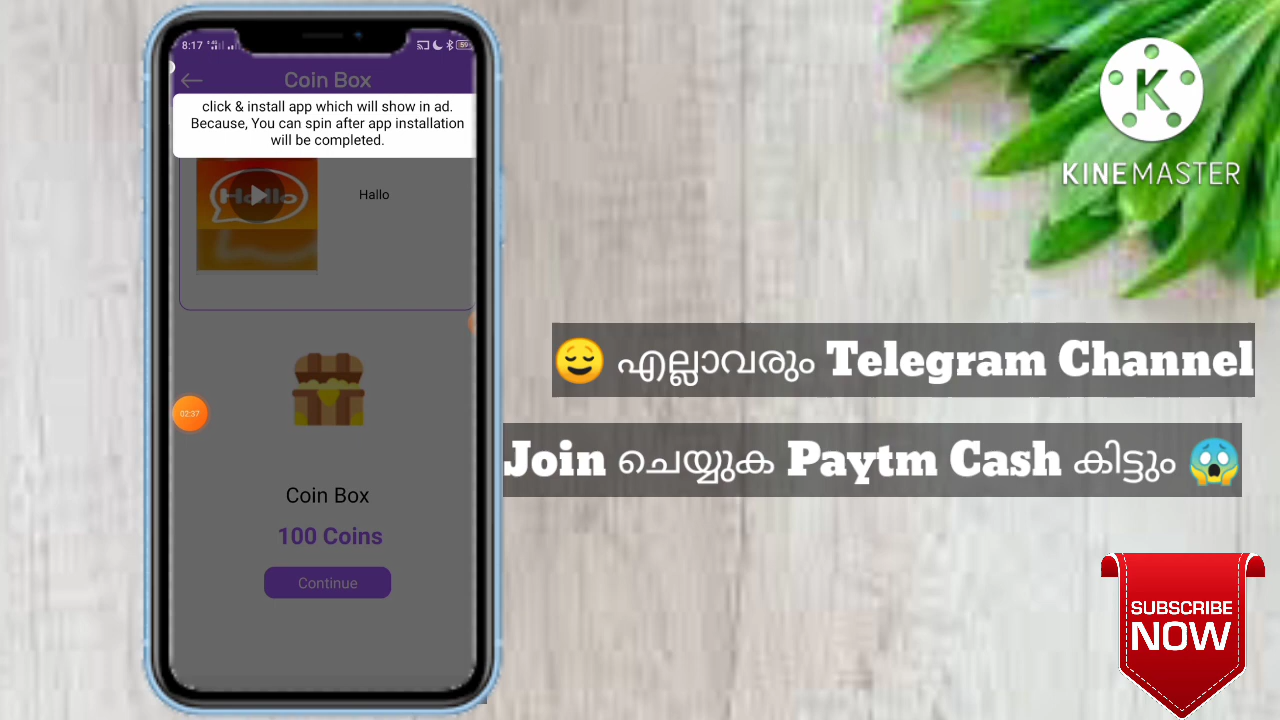 8:17
59
Coin Box
click & install app which will show in ad.
Because, You can spin after app installation
will be completed.
Hallo
Hallo
02:37
Coin Box
100 Coins
Continue
K
KINEMASTER
😌 എല്ലാവരും Telegram Channel
Join ചെയ്യുക Paytm Cash കിട്ടും 😱
SUBSCRIBE
NOW